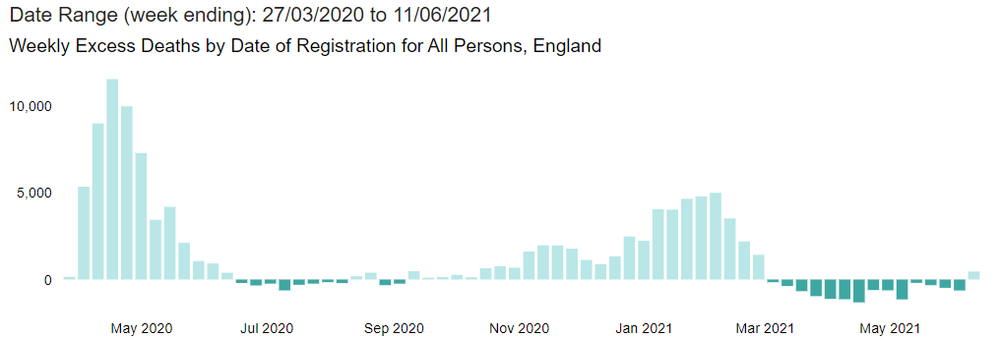 Date Range (week ending): 27/03/2020 to 11/06/2021
Weekly Excess Deaths by Date of Registration for All Persons, England
10,000
5,000
0
May 2020 Jul 2020 Sep 2020 Nov 2020 Jan 2021 Mar 2021 May 2021